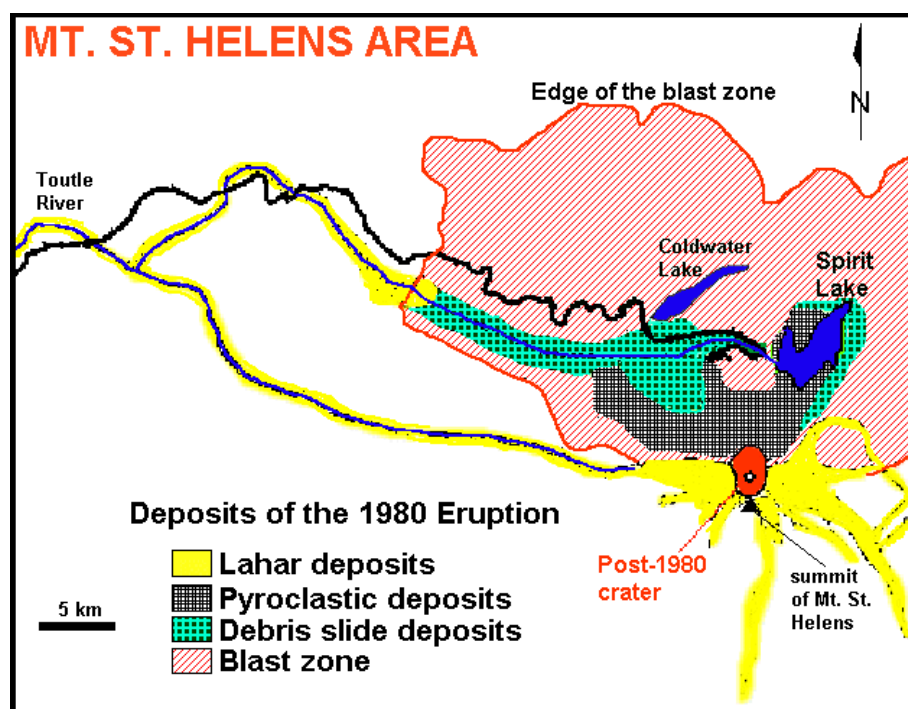 MT. ST. HELENS AREA
Edge of the blast zone
N
Toutle
River
Coldwater
Lake
Spirit
Lake
Deposits of the 1980 Eruption
Lahar deposits
Pyroclastic deposits
Debris slide deposits
Blast zone
5 km
Post-1980
crater
summit
of Mt. St.
Helens